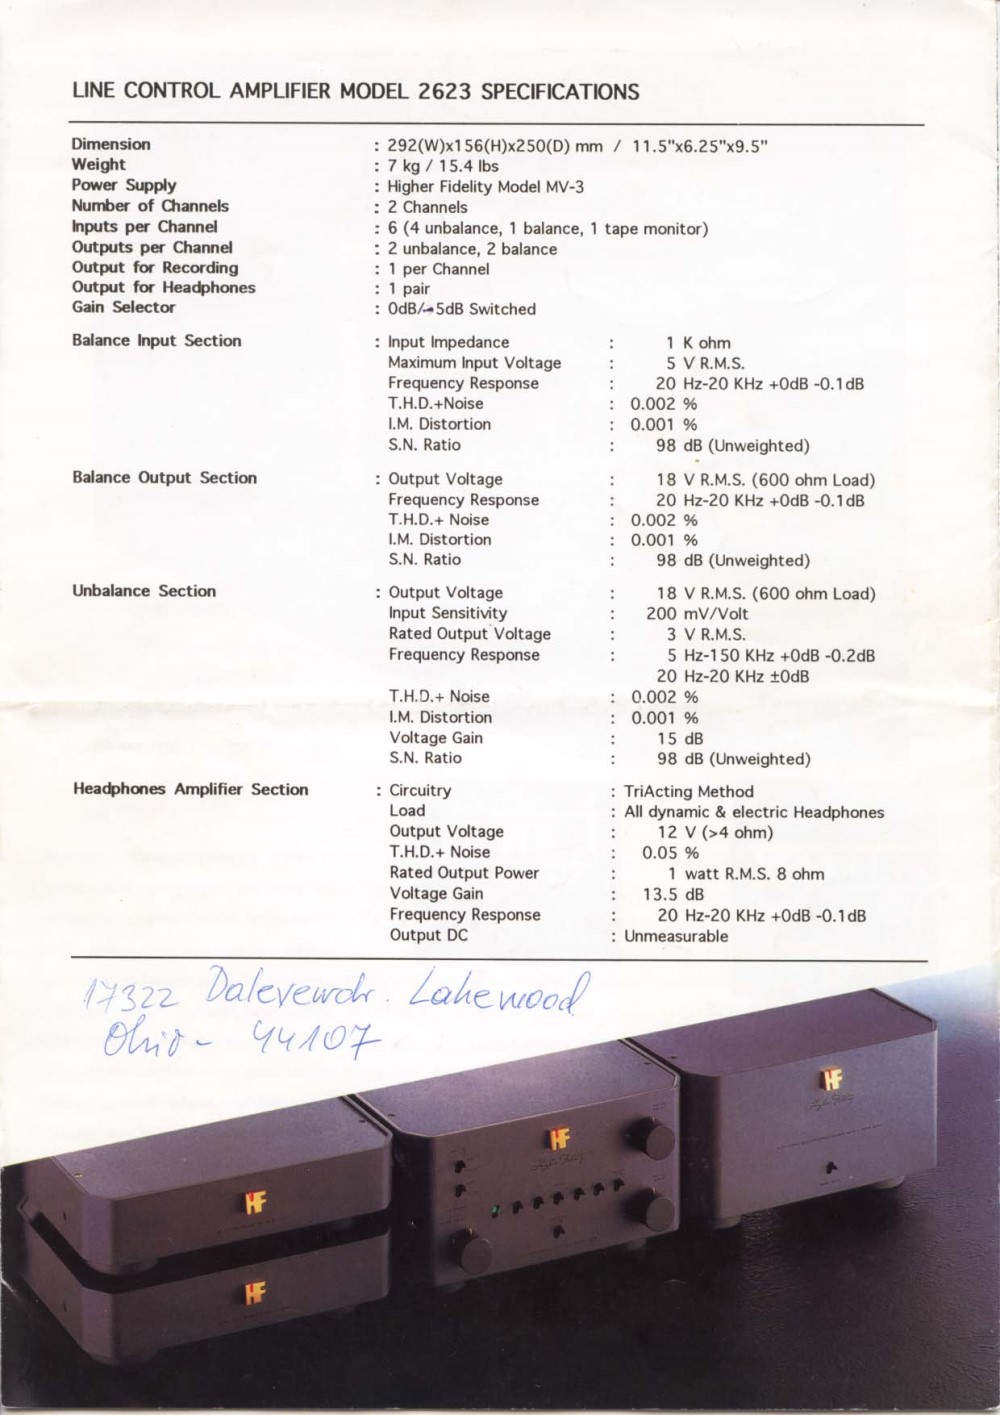 LINE CONTROL AMPLIFIER MODEL 2623 SPECIFICATIONS
Dimension : 292(W)x156(H)x250(D) mm / 11.5"x6.25"x9.5"
Weight : 7 kg / 15.4 lbs
Power Supply : Higher Fidelity Model MV-3
Number of Channels : 2 Channels
Inputs per Channel : 6 (4 unbalance, 1 balance, 1 tape monitor)
Outputs per Channel : 2 unbalance, 2 balance
Output for Recording : 1 per Channel
Output for Headphones : 1 pair
Gain Selector : 0dB/-5dB Switched
Balance Input Section : Input Impedance : 1 K ohm
Maximum Input Voltage : 5 V R.M.S.
Frequency Response : 20 Hz-20 KHz +0dB -0.1dB
T.H.D.+Noise : 0.002 %
I.M. Distortion : 0.001 %
S.N. Ratio : 98 dB (Unweighted)
Balance Output Section : Output Voltage : 18 V R.M.S. (600 ohm Load)
Frequency Response : 20 Hz-20 KHz +0dB -0.1dB
T.H.D.+ Noise : 0.002 %
I.M. Distortion : 0.001 %
S.N. Ratio : 98 dB (Unweighted)
Unbalance Section : Output Voltage : 18 V R.M.S. (600 ohm Load)
Input Sensitivity : 200 mV/Volt
Rated Output Voltage : 3 V R.M.S.
Frequency Response : 5 Hz-150 KHz +0dB -0.2dB
20 Hz-20 KHz ±0dB
T.H.D.+ Noise : 0.002 %
I.M. Distortion : 0.001 %
Voltage Gain : 15 dB
S.N. Ratio : 98 dB (Unweighted)
Headphones Amplifier Section : Circuitry : TriActing Method
Load : All dynamic & electric Headphones
Output Voltage : 12 V (>4 ohm)
T.H.D.+ Noise : 0.05 %
Rated Output Power : 1 watt R.M.S. 8 ohm
Voltage Gain : 13.5 dB
Frequency Response : 20 Hz-20 KHz +0dB -0.1dB
Output DC : Unmeasurable
17322 Lakewood
Ohio - 44107
HF
HF
HF
HF